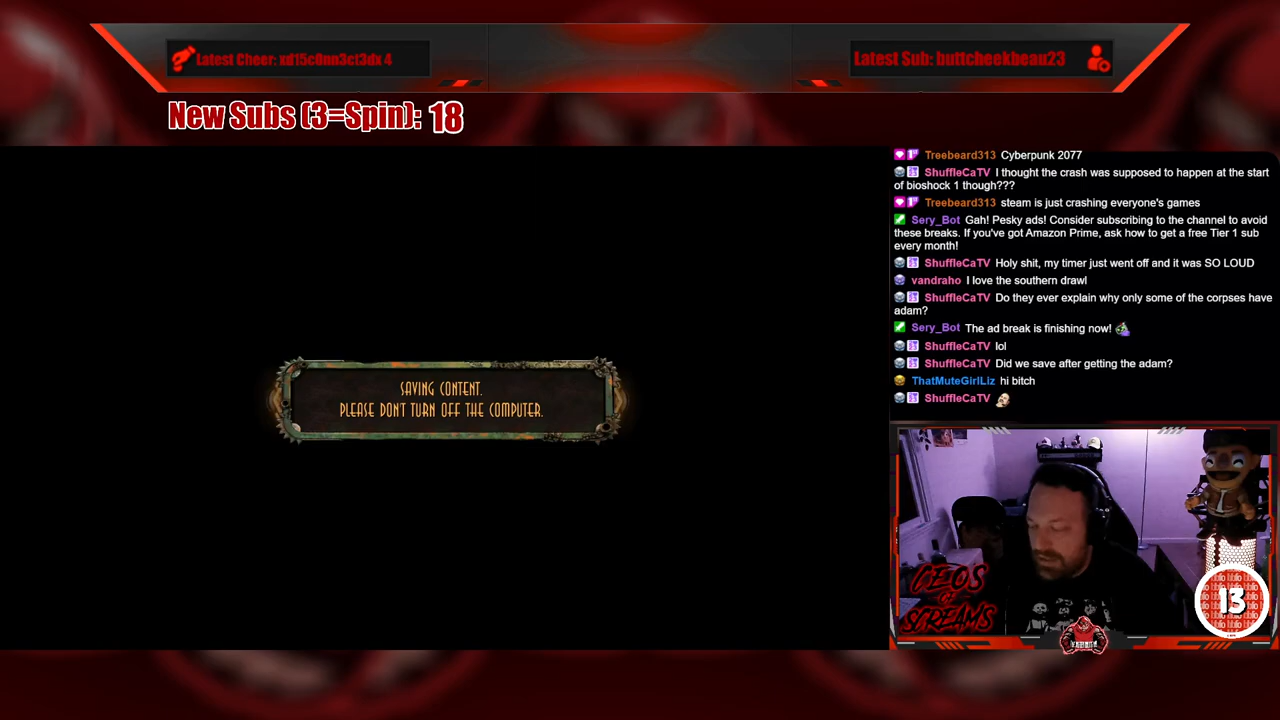 Latest Cheer: xd15c0nn3ct3dx 4
Latest Sub: buttcheekbeau23
New Subs (3=Spin): 18
Treebeard313 Cyberpunk 2077
ShuffleCaTV I thought the crash was supposed to happen at the start
of bioshock 1 though???
Treebeard313 steam is just crashing everyone's games
Sery_Bot Gah! Pesky ads! Consider subscribing to the channel to avoid
these breaks. If you've got Amazon Prime, ask how to get a free Tier 1 sub
every month!
ShuffleCaTV Holy shit, my timer just went off and it was SO LOUD
vandraho I love the southern drawl
ShuffleCaTV Do they ever explain why only some of the corpses have
adam?
Sery_Bot The ad break is finishing now!
ShuffleCaTV lol
ShuffleCaTV Did we save after getting the adam?
ThatMuteGirlLiz hi bitch
ShuffleCaTV
SAVING CONTENT.
PLEASE DON'T TURN OFF THE COMPUTER.
CEOS
OF
SCREAMS
13